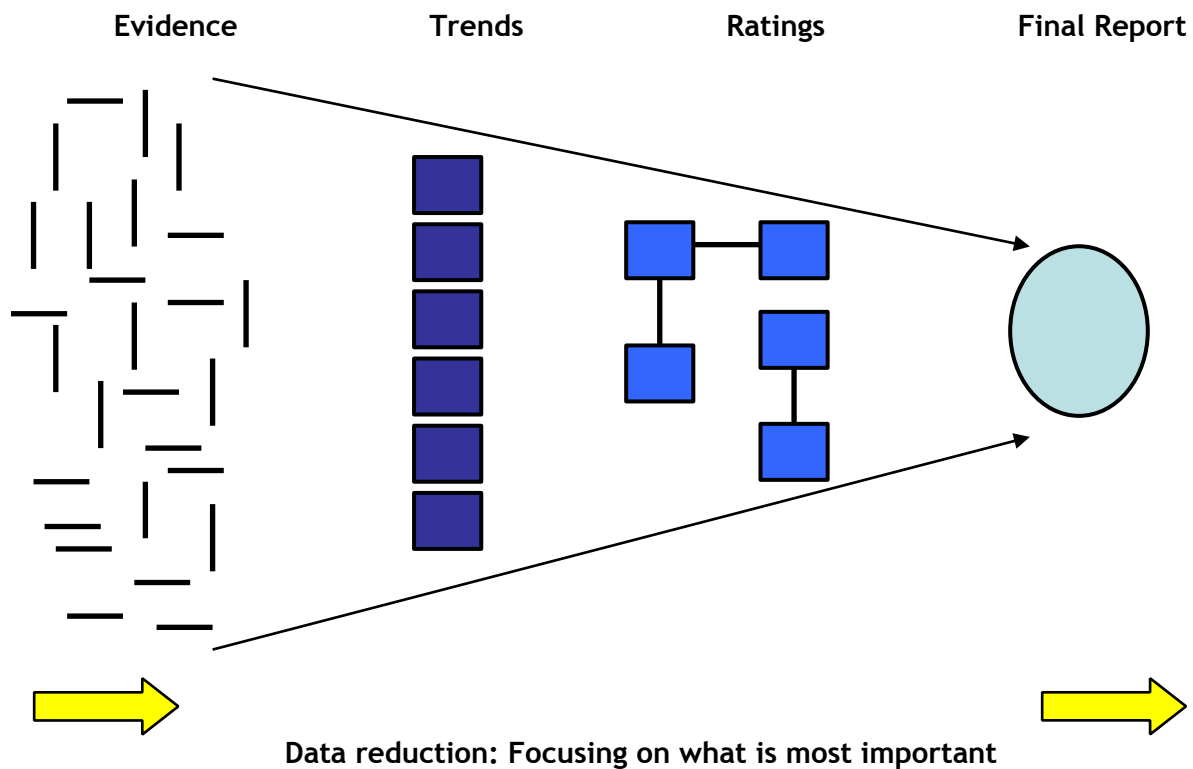 Evidence Trends Ratings Final Report
Data reduction: Focusing on what is most important